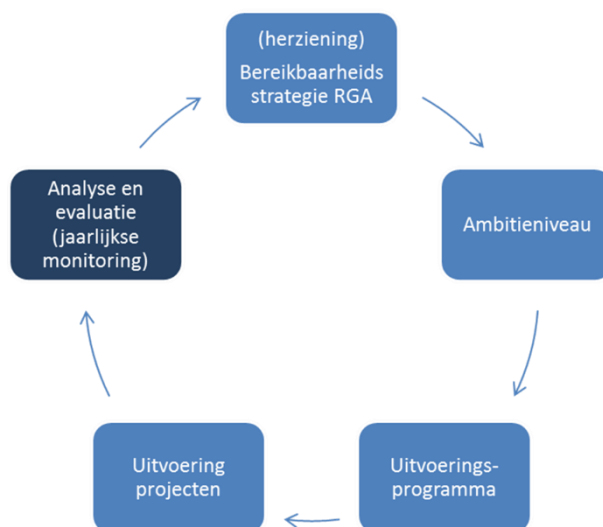 (herziening)
Bereikbaarheids
strategie RGA
Ambitieniveau
Uitvoerings-
programma
Uitvoering
projecten
Analyse en
evaluatie
(jaarlijkse
monitoring)